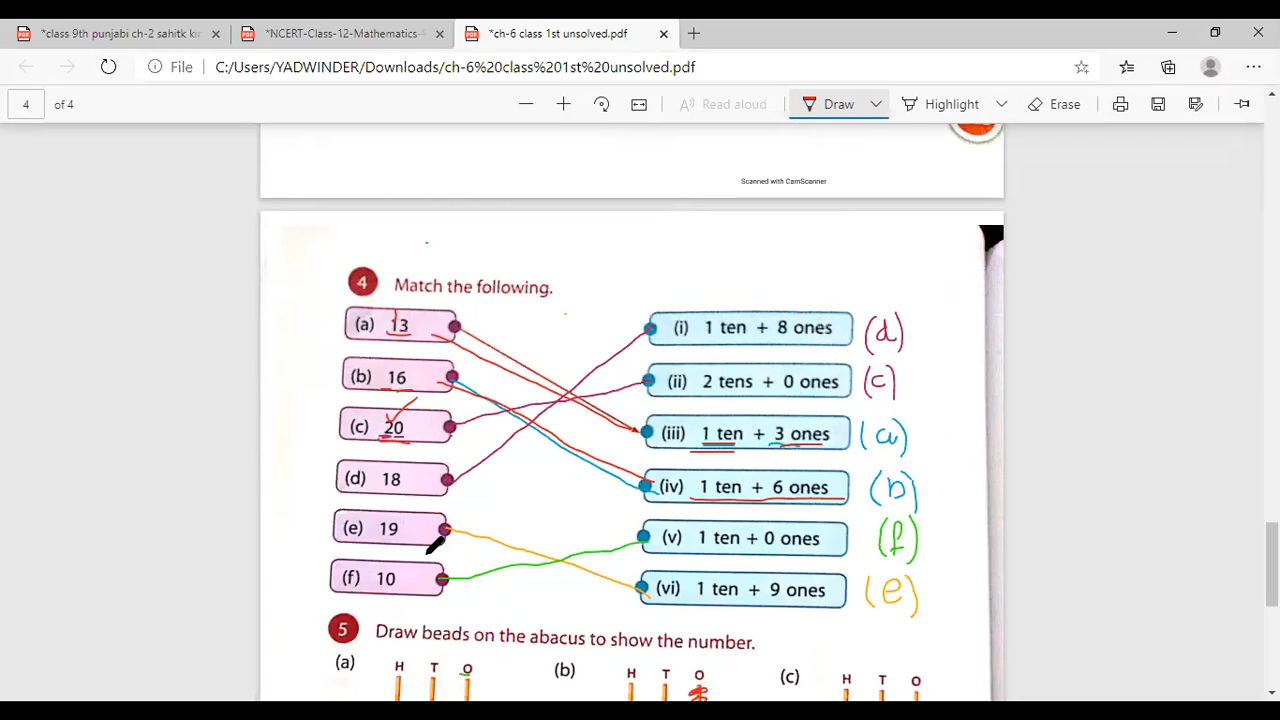 *class 9th punjabi ch-2 sahitk ki
*NCERT-Class-12-Mathematics-
*ch-6 class 1st unsolved.pdf
File
C:/Users/YADWINDER/Downloads/ch-6%20class%201st%20unsolved.pdf
4 of 4
Read aloud
Draw
Highlight
Erase
Scanned with CamScanner
4 Match the following.
(a) 13 (i) 1 ten + 8 ones (d)
(b) 16 (ii) 2 tens + 0 ones (c)
(c) 20 (iii) 1 ten + 3 ones (a)
(d) 18 (iv) 1 ten + 6 ones (b)
(e) 19 (v) 1 ten + 0 ones (f)
(f) 10 (vi) 1 ten + 9 ones (e)
5 Draw beads on the abacus to show the number.
(a) H T O (b) H T O (c) H T O